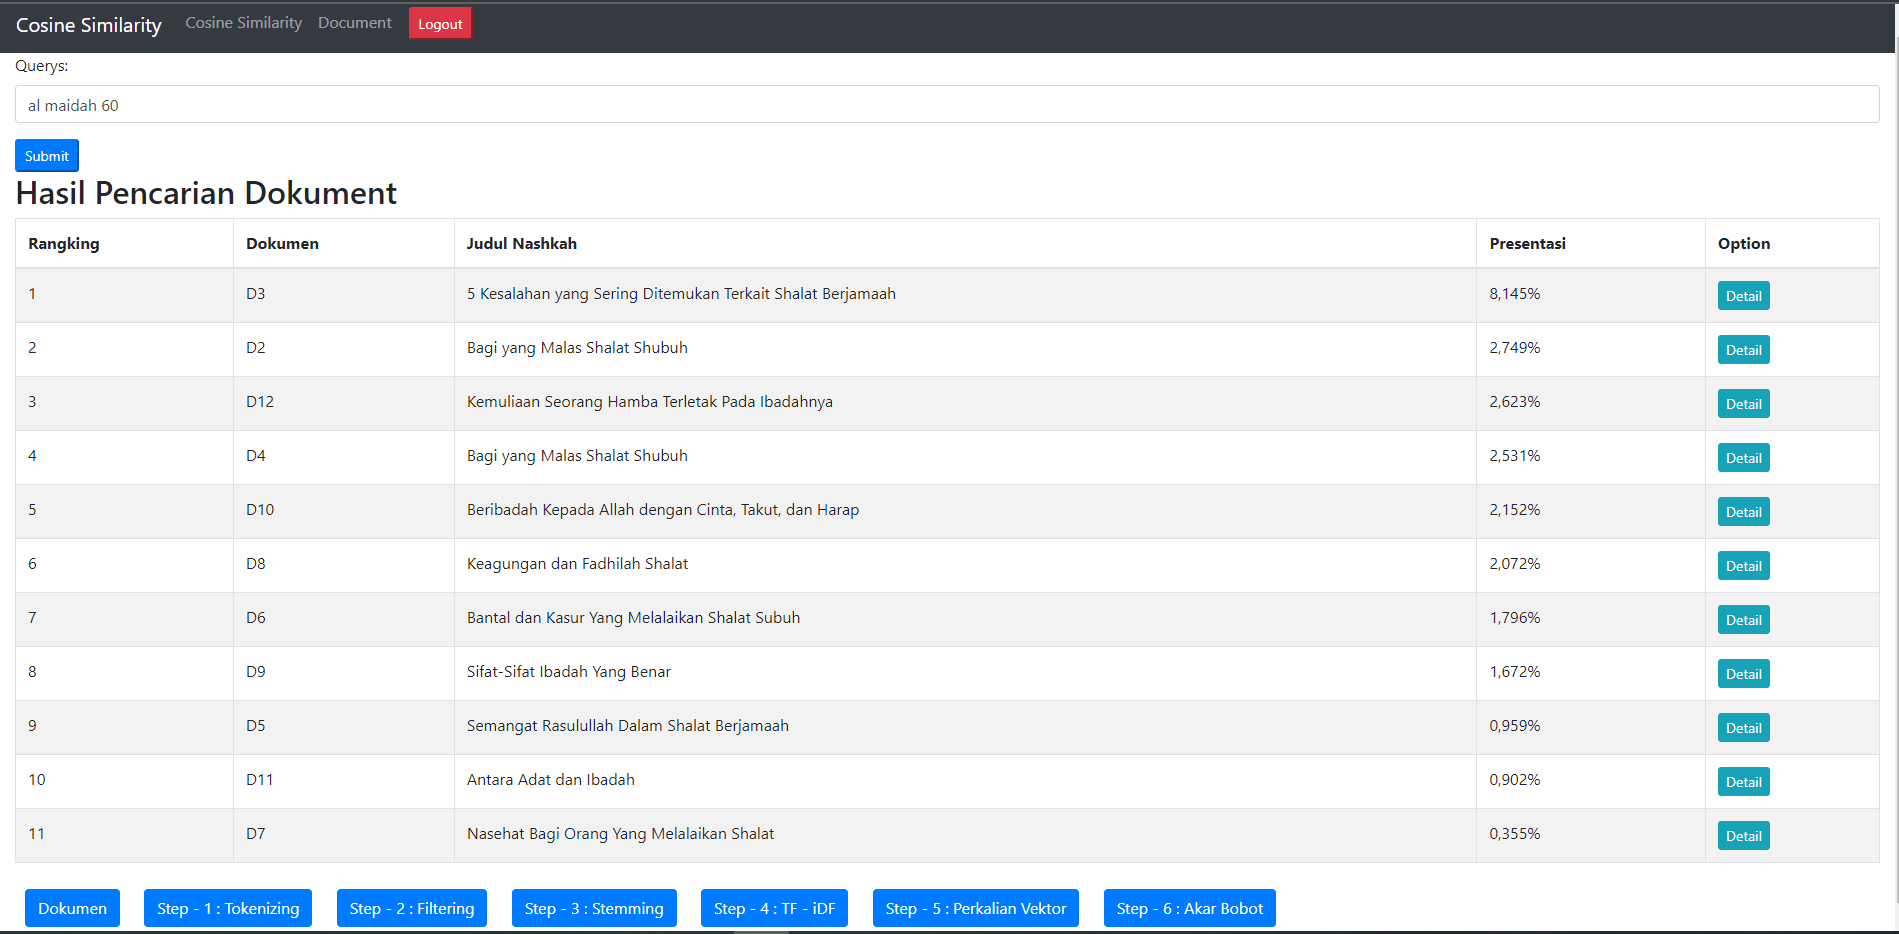 Cosine Similarity Cosine Similarity Document Logout
Querys:
al maidah 60
Submit
Hasil Pencarian Dokument
Rangking Dokumen Judul Nashkah Presentasi Option
1 D3 5 Kesalahan yang Sering Ditemukan Terkait Shalat Berjamaah 8,145% Detail
2 D2 Bagi yang Malas Shalat Shubuh 2,749% Detail
3 D12 Kemuliaan Seorang Hamba Terletak Pada Ibadahnya 2,623% Detail
4 D4 Bagi yang Malas Shalat Shubuh 2,531% Detail
5 D10 Beribadah Kepada Allah dengan Cinta, Takut, dan Harap 2,152% Detail
6 D8 Keagungan dan Fadhilah Shalat 2,072% Detail
7 D6 Bantal dan Kasur Yang Melalaikan Shalat Subuh 1,796% Detail
8 D9 Sifat-Sifat Ibadah Yang Benar 1,672% Detail
9 D5 Semangat Rasulullah Dalam Shalat Berjamaah 0,959% Detail
10 D11 Antara Adat dan Ibadah 0,902% Detail
11 D7 Nasehat Bagi Orang Yang Melalaikan Shalat 0,355% Detail
Dokumen Step - 1 : Tokenizing Step - 2 : Filtering Step - 3 : Stemming Step - 4 : TF - iDF Step - 5 : Perkalian Vektor Step - 6 : Akar Bobot